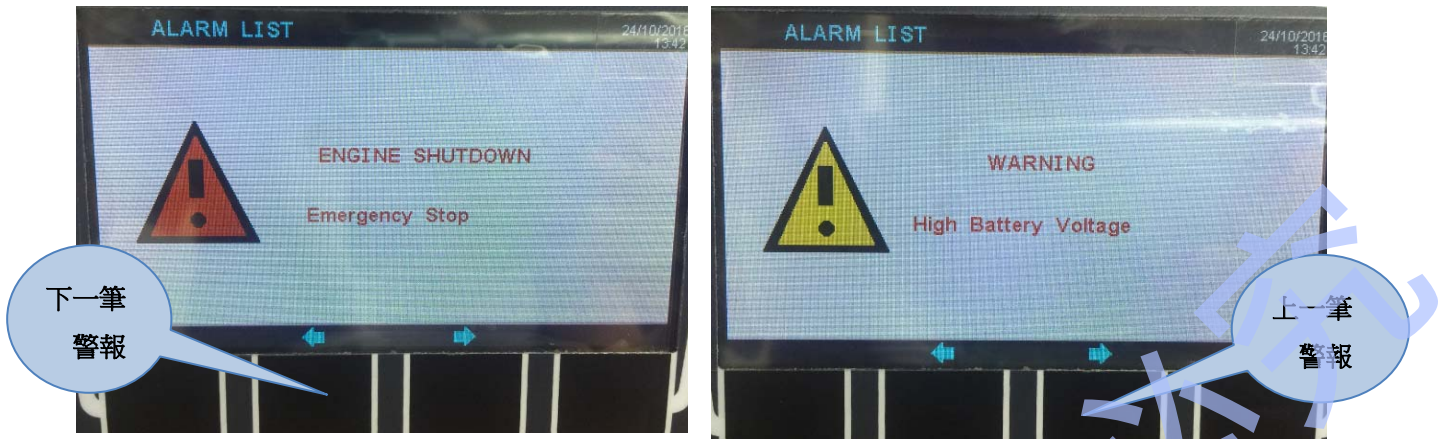 ALARM LIST
24/10/2016
13:42
ENGINE SHUTDOWN
Emergency Stop
下一筆
警報
ALARM LIST
24/10/2016
13:42
WARNING
High Battery Voltage
上一筆
警報